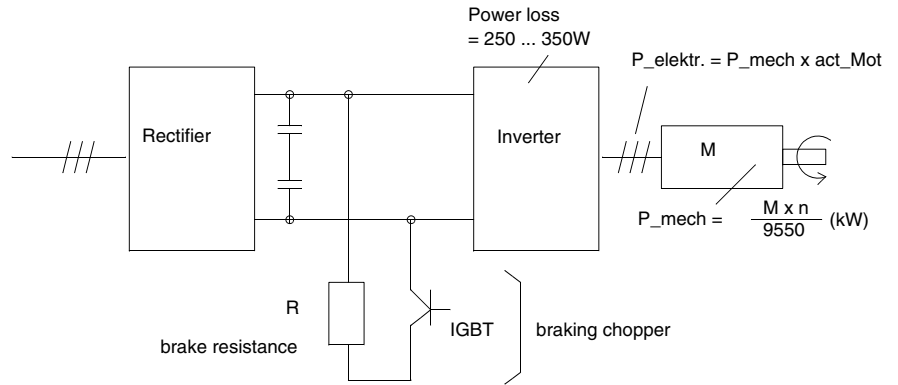 Power loss
= 250 ... 350W
P_elektr. = P_mech x act_Mot
Rectifier
Inverter
M
P_mech = M x n (kW)
9550
R
brake resistance
IGBT
braking chopper